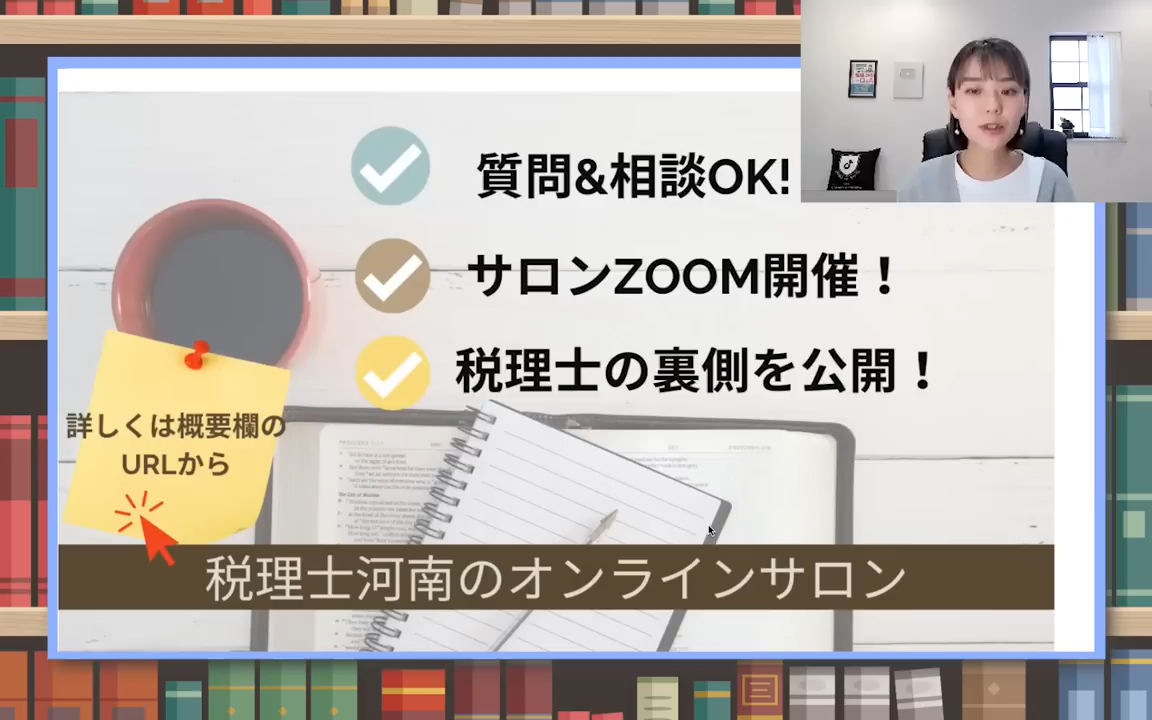 質問&相談OK!
サロンZOOM開催！
税理士の裏側を公開！
詳しくは概要欄の
URLから
税理士河南のオンラインサロン